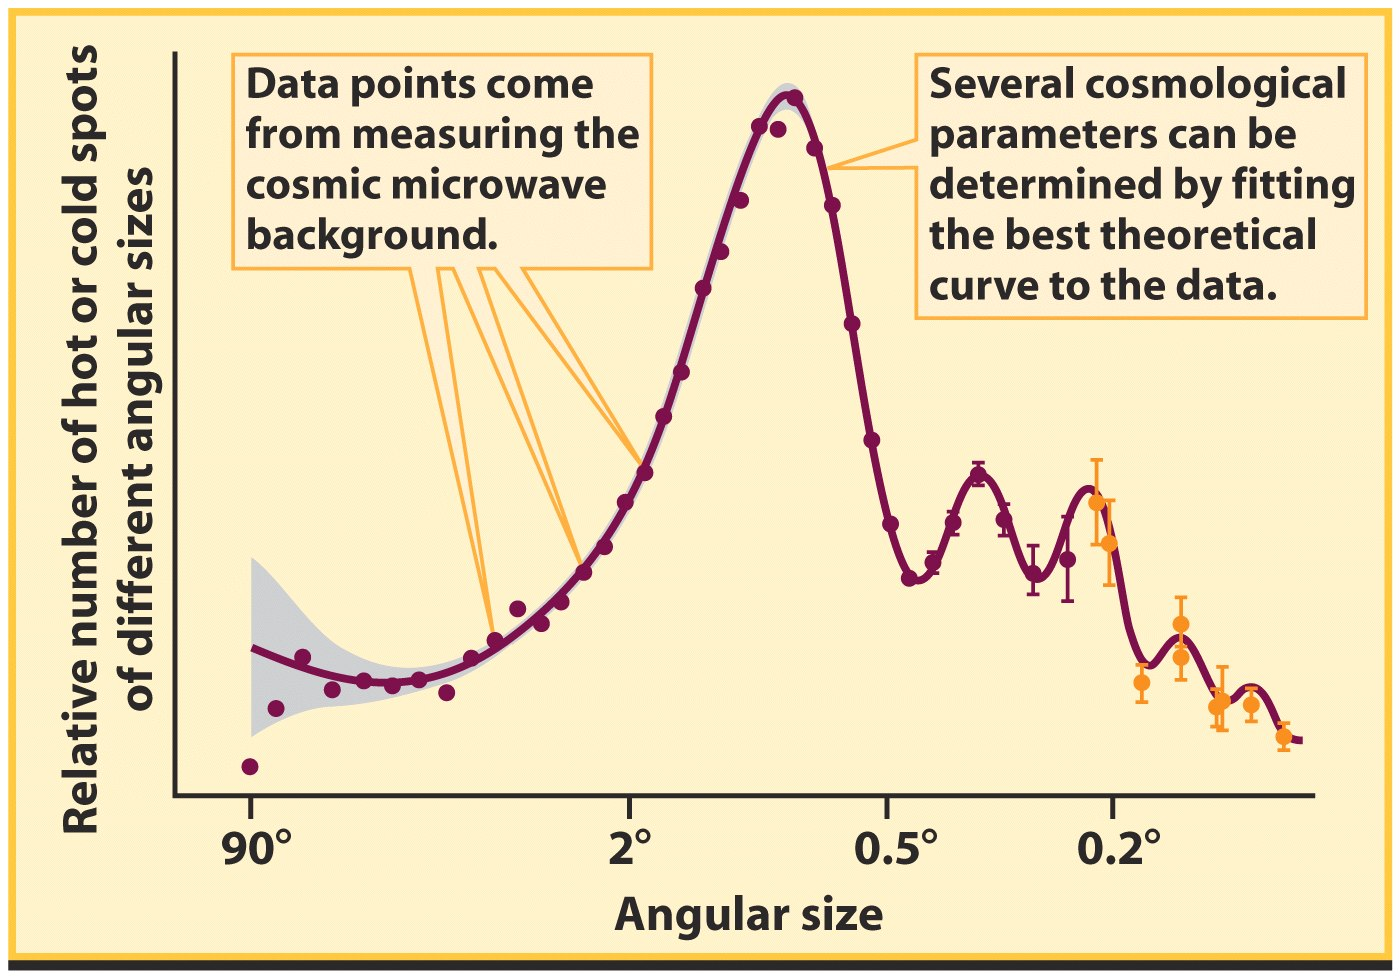 Relative number of hot or cold spots
of different angular sizes
Data points come
from measuring the
cosmic microwave
background.
Several cosmological
parameters can be
determined by fitting
the best theoretical
curve to the data.
90°
2°
0.5°
0.2°
Angular size